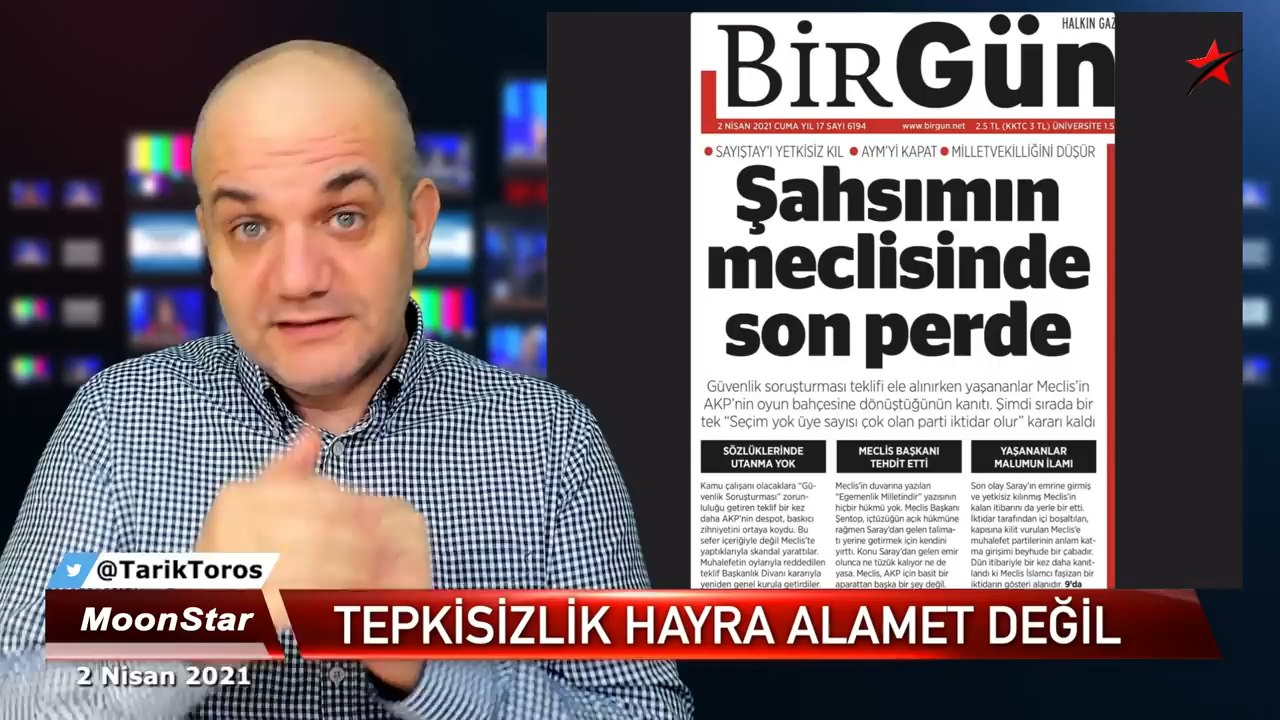 HALKIN GAZ
BİRGün
2 NİSAN 2021 CUMA YIL 17 SAYI 6194 www.birgun.net 2.5 TL (KKTC 3 TL) ÜNİVERSİTE 1.5
• SAYIŞTAY'I YETKİSİZ KIL • AYM'Yİ KAPAT • MİLLETVEKİLLİĞİNİ DÜŞÜR
Şahsımın
meclisinde
son perde
Güvenlik soruşturması teklifi ele alınırken yaşananlar Meclis'in
AKP'nin oyun bahçesine dönüştüğünün kanıtı. Şimdi sırada bir
tek “Seçim yok üye sayısı çok olan parti iktidar olur” kararı kaldı
SÖZLÜKLERİNDE
UTANMA YOK
Kamu çalışanı olacaklara “Gü-
venlik Soruşturması” zorun-
luluğu getiren teklif bir kez
daha AKP'nin despot, baskıcı
zihniyetini ortaya koydu. Bu
sefer içeriğiyle değil Meclis'te
yaptıklarıyla skandal yarattılar.
Muhalefetin oylarıyla reddedilen
teklif Başkanlık Divanı kararıyla
yeniden genel kurula getirdiler.
MECLİS BAŞKANI
TEHDİT ETTİ
Meclis'in duvarına yazılan
“Egemenlik Milletindir” yazısının
hiçbir hükmü yok. Meclis Başkanı
Şentop, içtüzüğün açık hükmüne
rağmen Saray'dan gelen talima-
tı yerine getirmek için kendini
yırttı. Konu Saray'dan gelen emir
olunca ne tüzük kalıyor ne de
yasa. Meclis, AKP için basit bir
aparattan başka bir şey değil.
YAŞANANLAR
MALUMUN İLAMI
Son olay Saray'ın emrine girmiş
ve yetkisiz kılınmış Meclis'in
kalan itibarını da yerle bir etti.
İktidar tarafından içi boşaltılan,
kapısına kilit vurulan Meclis'e
muhalefet partilerinin anlam kat-
ma girişimi beyhude bir çabadır.
Dün itibariyle bir kez daha kanıt-
landı ki Meclis İslamcı faşizan bir
iktidarın gösteri alanıdır. 9'da
@TarikToros
MoonStar
TEPKİSİZLİK HAYRA ALAMET DEĞİL
2 Nisan 2021